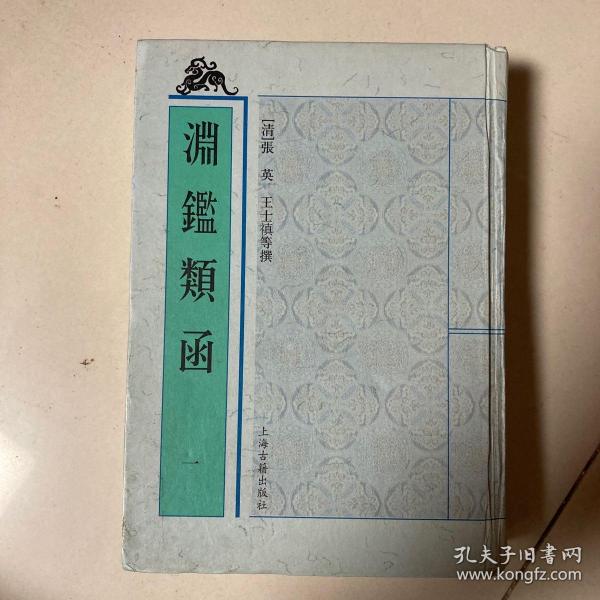 淵鑑類函
一
[清]張英 王士禛等撰
上海古籍出版社
孔夫子旧书网
www.kongfz.com